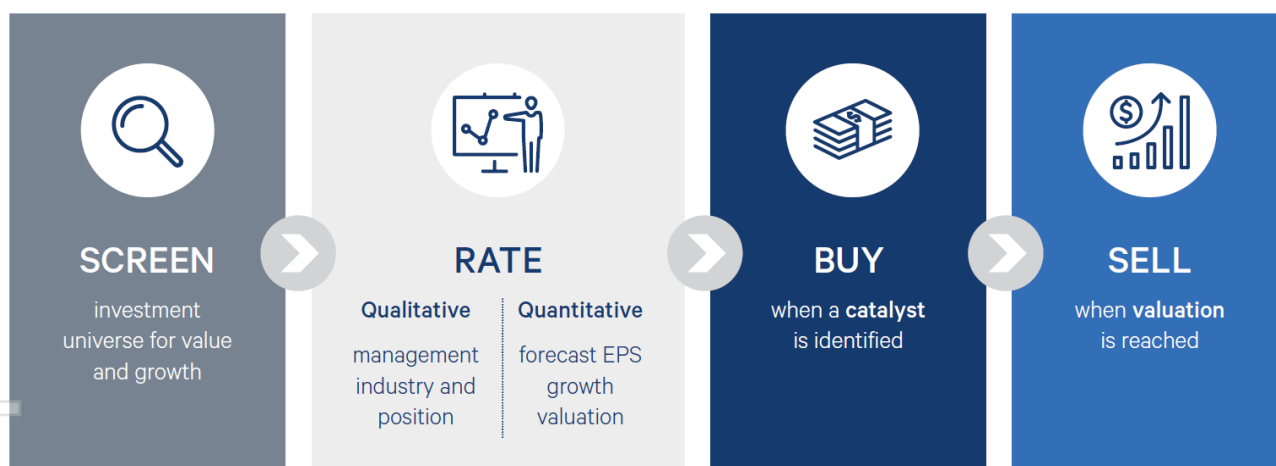 SCREEN
investment
universe for value
and growth
RATE
Qualitative
management
industry and
position
Quantitative
forecast EPS
growth
valuation
$
BUY
when a catalyst
is identified
$
SELL
when valuation
is reached